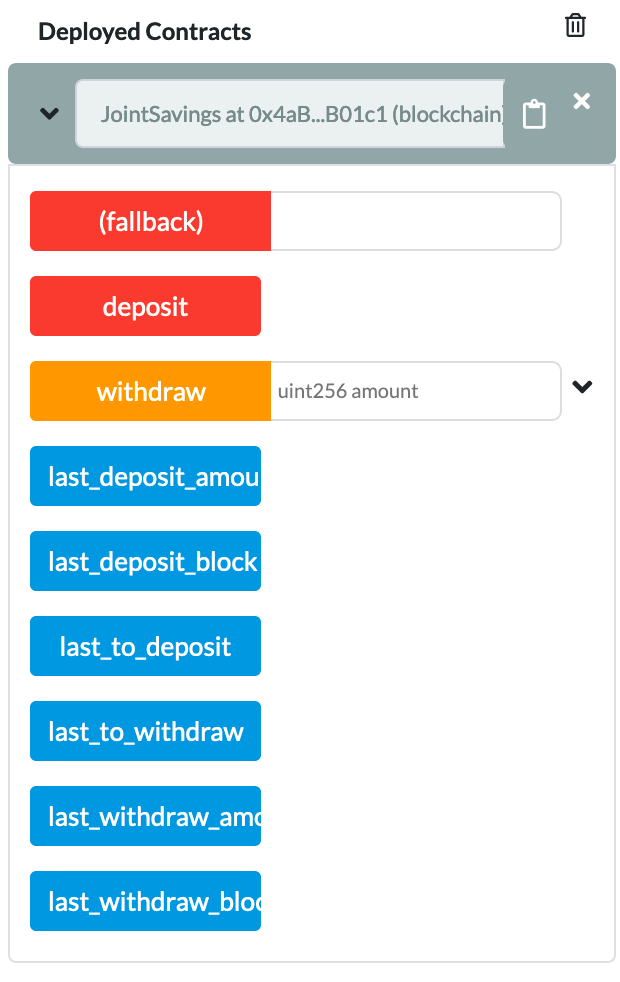 Deployed Contracts
JointSavings at 0x4aB...B01c1 (blockchain)
(fallback)
deposit
withdraw
uint256 amount
last_deposit_amou
last_deposit_block
last_to_deposit
last_to_withdraw
last_withdraw_amo
last_withdraw_bloc